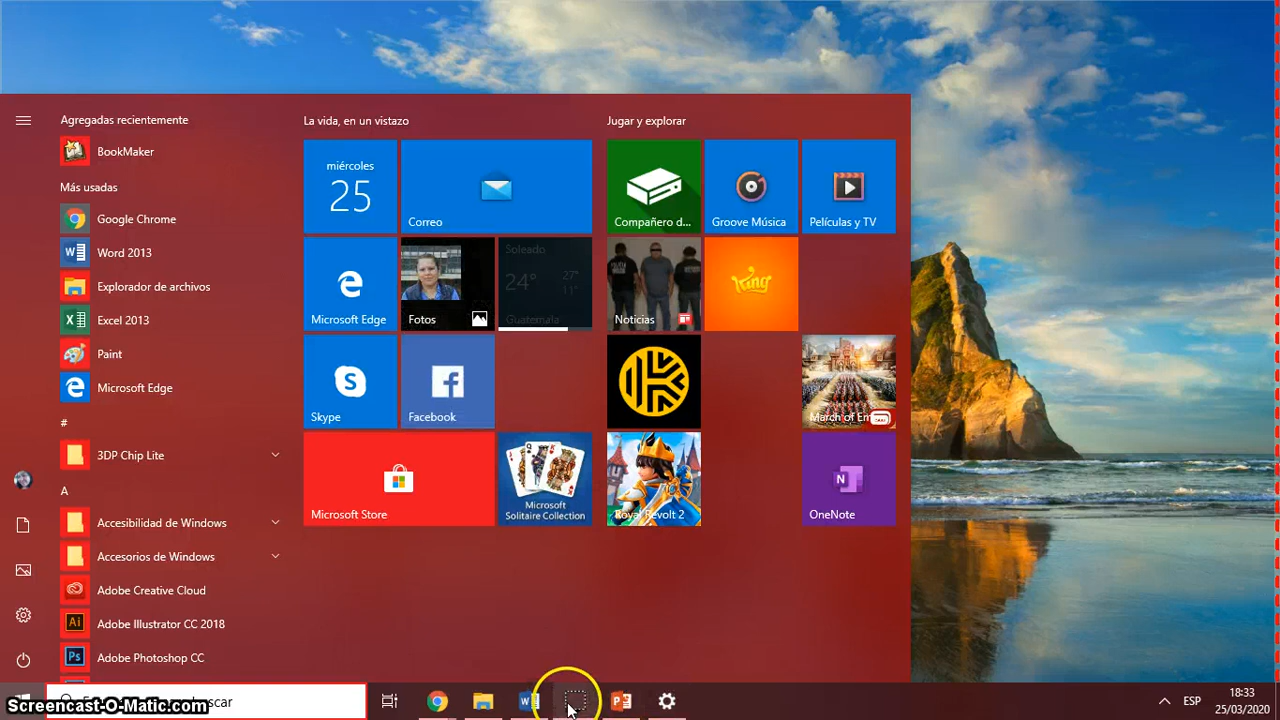 Agregadas recientemente
BookMaker
Más usadas
Google Chrome
Word 2013
Explorador de archivos
Excel 2013
Paint
Microsoft Edge
#
3DP Chip Lite
A
Accesibilidad de Windows
Accesorios de Windows
Adobe Creative Cloud
Adobe Illustrator CC 2018
Adobe Photoshop CC
La vida, en un vistazo
miércoles
25
Correo
Microsoft Edge
Fotos
Soleado
24°
27°
11°
Guatemala
Skype
Facebook
Microsoft Store
Microsoft
Solitaire Collection
Jugar y explorar
Compañero d...
Groove Música
Películas y TV
POLICIA
Noticias
King
March of Em
Royal Revolt 2
OneNote
Screencast-O-Matic.com
buscar
ESP
18:33
25/03/2020